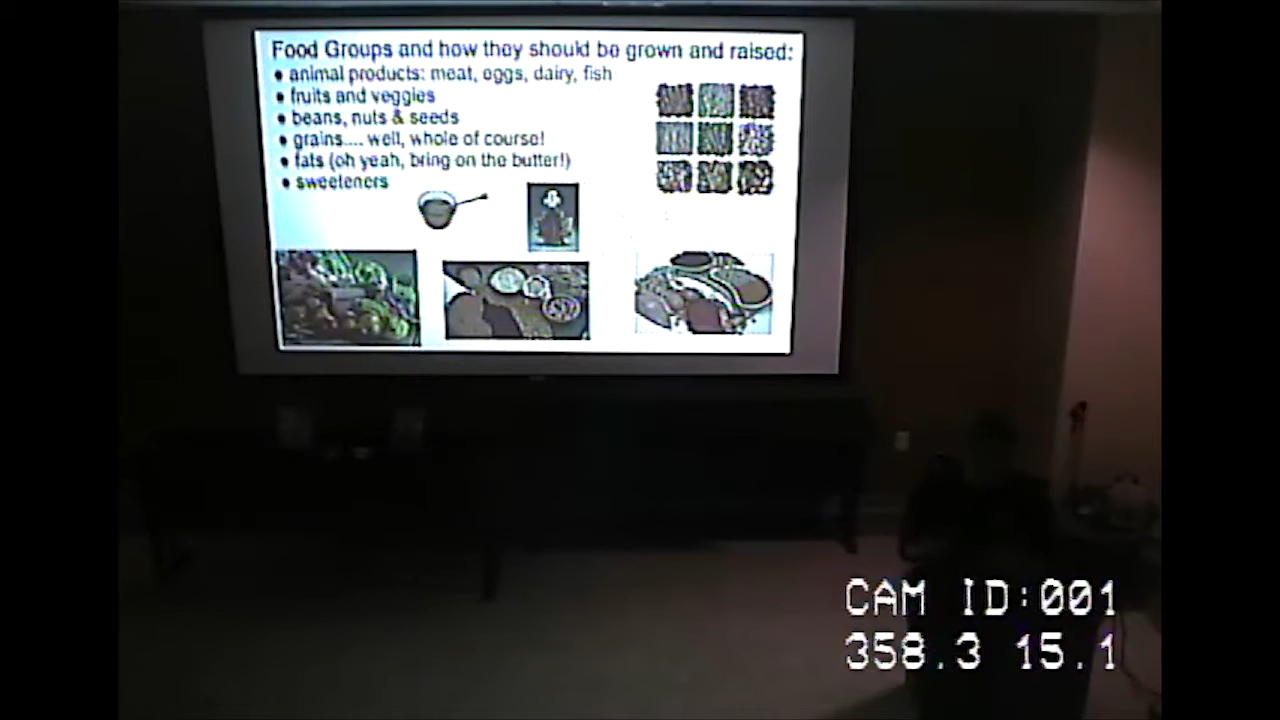 Food Groups and how they should be grown and raised:
• animal products: meat, eggs, dairy, fish
• fruits and veggies
• beans, nuts & seeds
• grains.... well, whole of course!
• fats (oh yeah, bring on the butter!)
• sweeteners
CAM ID:001
358.3 15.1